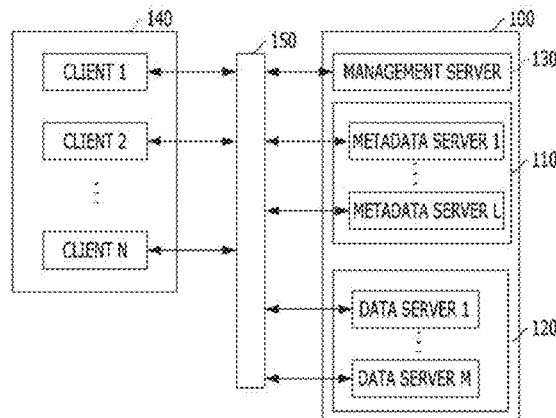 140
150
100
CLIENT 1
MANAGEMENT SERVER
130
CLIENT 2
METADATA SERVER 1
110
METADATA SERVER L
CLIENT N
DATA SERVER 1
120
DATA SERVER M